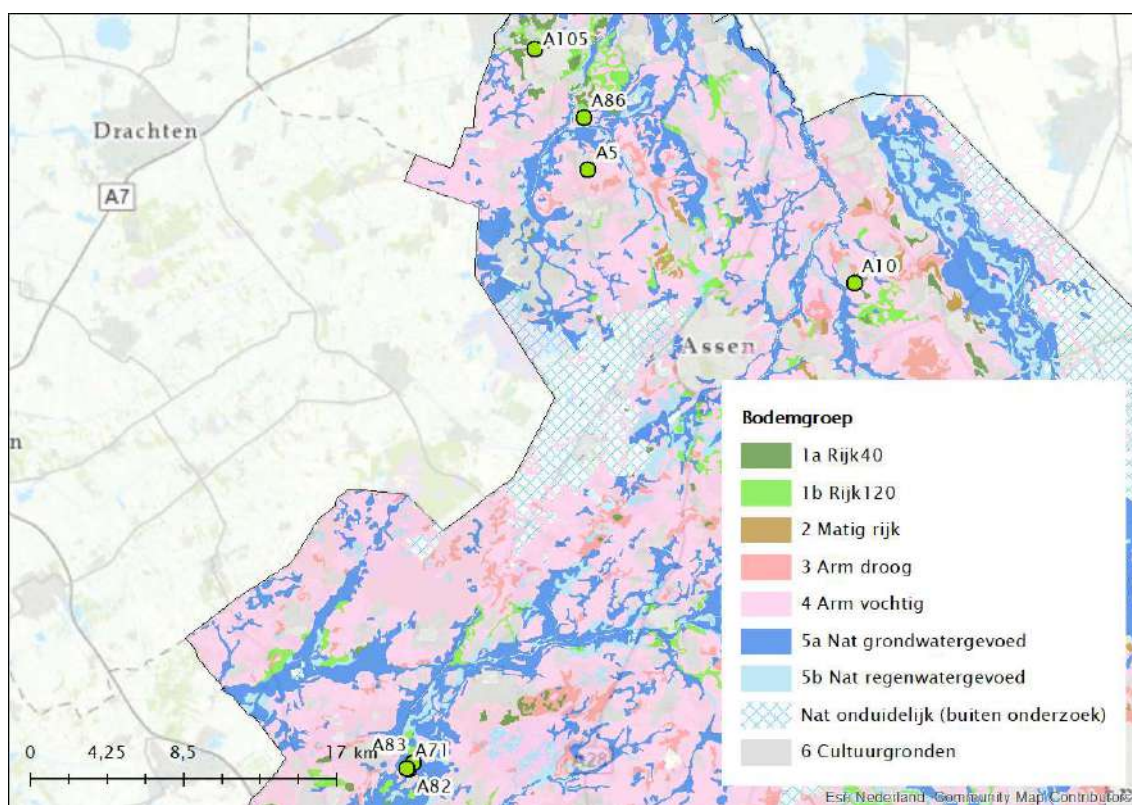 A105
A86
Drachten
A5
A7
A10
Assen
n
Bodemgroep
1a Rijk40
1b Rijk120
2 Matig rijk
3 Arm droog
4 Arm vochtig
5a Nat grondwatergevoed
5b Nat regenwatergevoed
Nat onduidelijk (buiten onderzoek)
6 Cultuurgronden
A83 A71
A82
0 4,25 8,5 17 km
Esri Nederland, Community Map Contributors